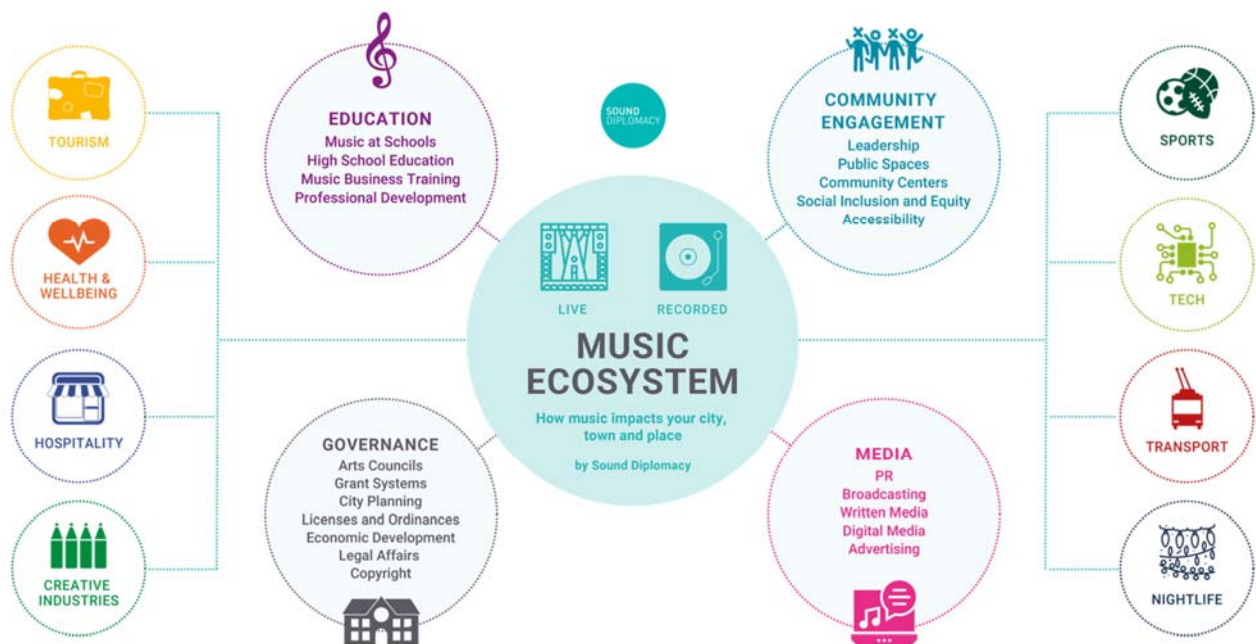 TOURISM
HEALTH &
WELLBEING
HOSPITALITY
CREATIVE
INDUSTRIES
EDUCATION
Music at Schools
High School Education
Music Business Training
Professional Development
GOVERNANCE
Arts Councils
Grant Systems
City Planning
Licenses and Ordinances
Economic Development
Legal Affairs
Copyright
SOUND
DIPLOMACY
LIVE
RECORDED
MUSIC
ECOSYSTEM
How music impacts your city,
town and place
by Sound Diplomacy
COMMUNITY
ENGAGEMENT
Leadership
Public Spaces
Community Centers
Social Inclusion and Equity
Accessibility
MEDIA
PR
Broadcasting
Written Media
Digital Media
Advertising
SPORTS
TECH
TRANSPORT
NIGHTLIFE